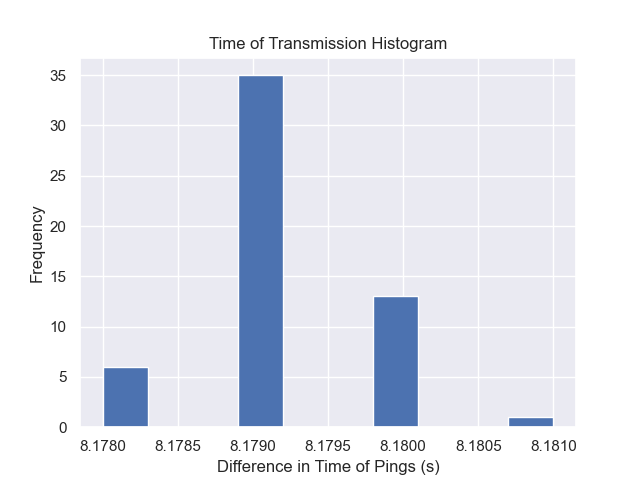 Time of Transmission Histogram
35
30
25
20
15
10
5
0
Frequency
8.1780 8.1785 8.1790 8.1795 8.1800 8.1805 8.1810
Difference in Time of Pings (s)